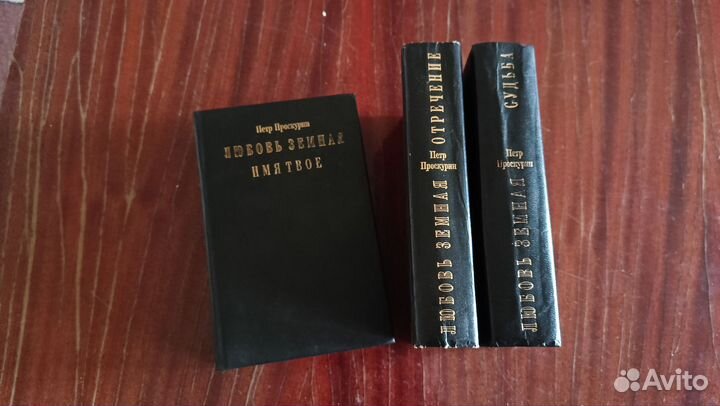 Петр Проскурин
ЛЮБОВЬ ЗЕМНАЯ
ИМЯ ТВОЕ
ЛЮБОВЬ ЗЕМНАЯ
Петр
Проскурин
ОТРЕЧЕНИЕ
ЛЮБОВЬ ЗЕМНАЯ
Петр
Проскурин
СУДЬБА
Avito